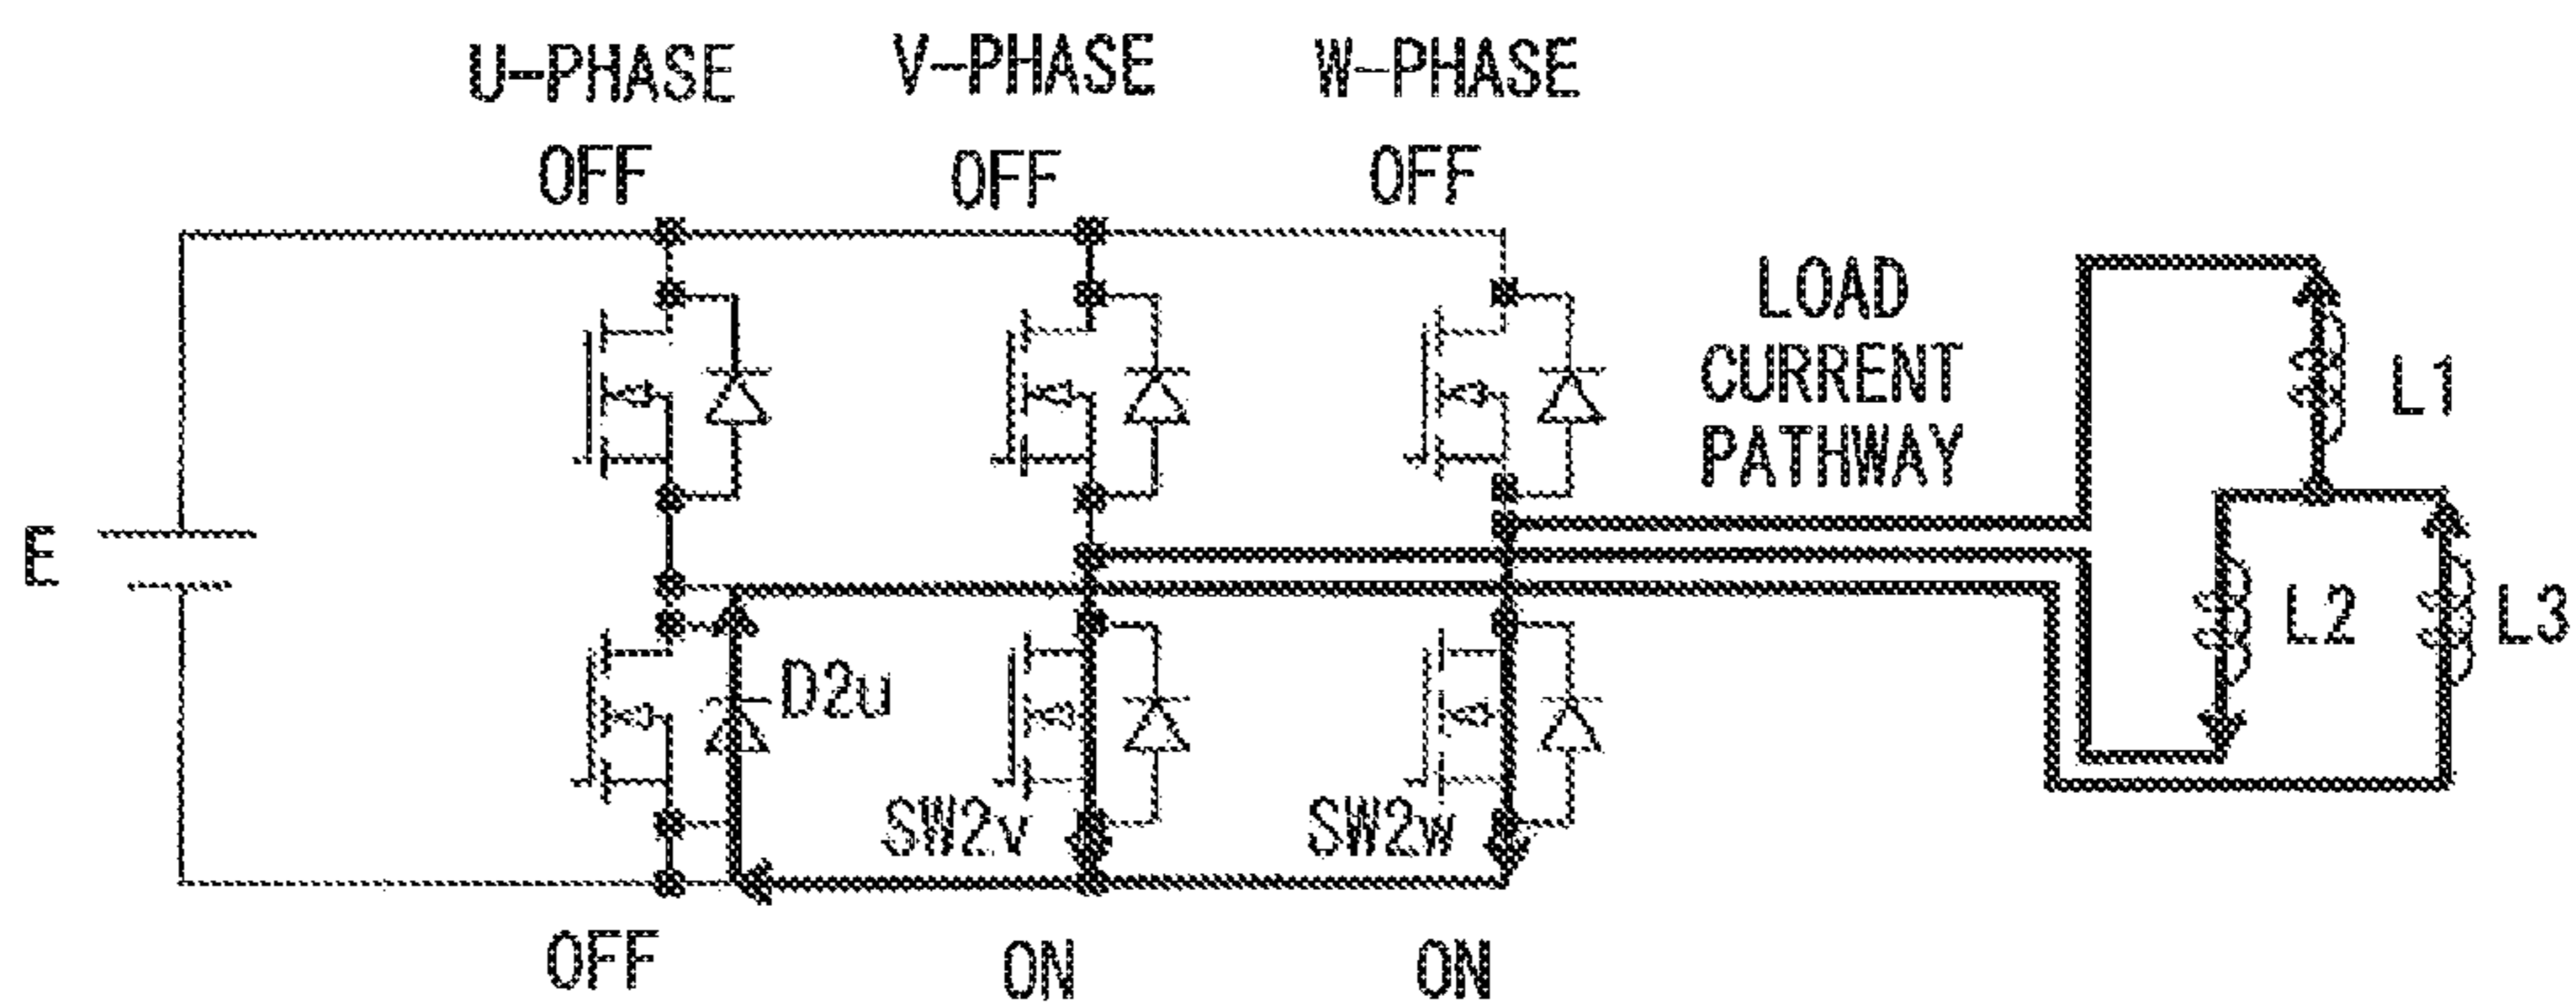 U-PHASE V-PHASE W-PHASE
OFF OFF OFF
LOAD
CURRENT
PATHWAY
L1
E
L2 L3
D2u
SW2v SW2w
OFF ON ON